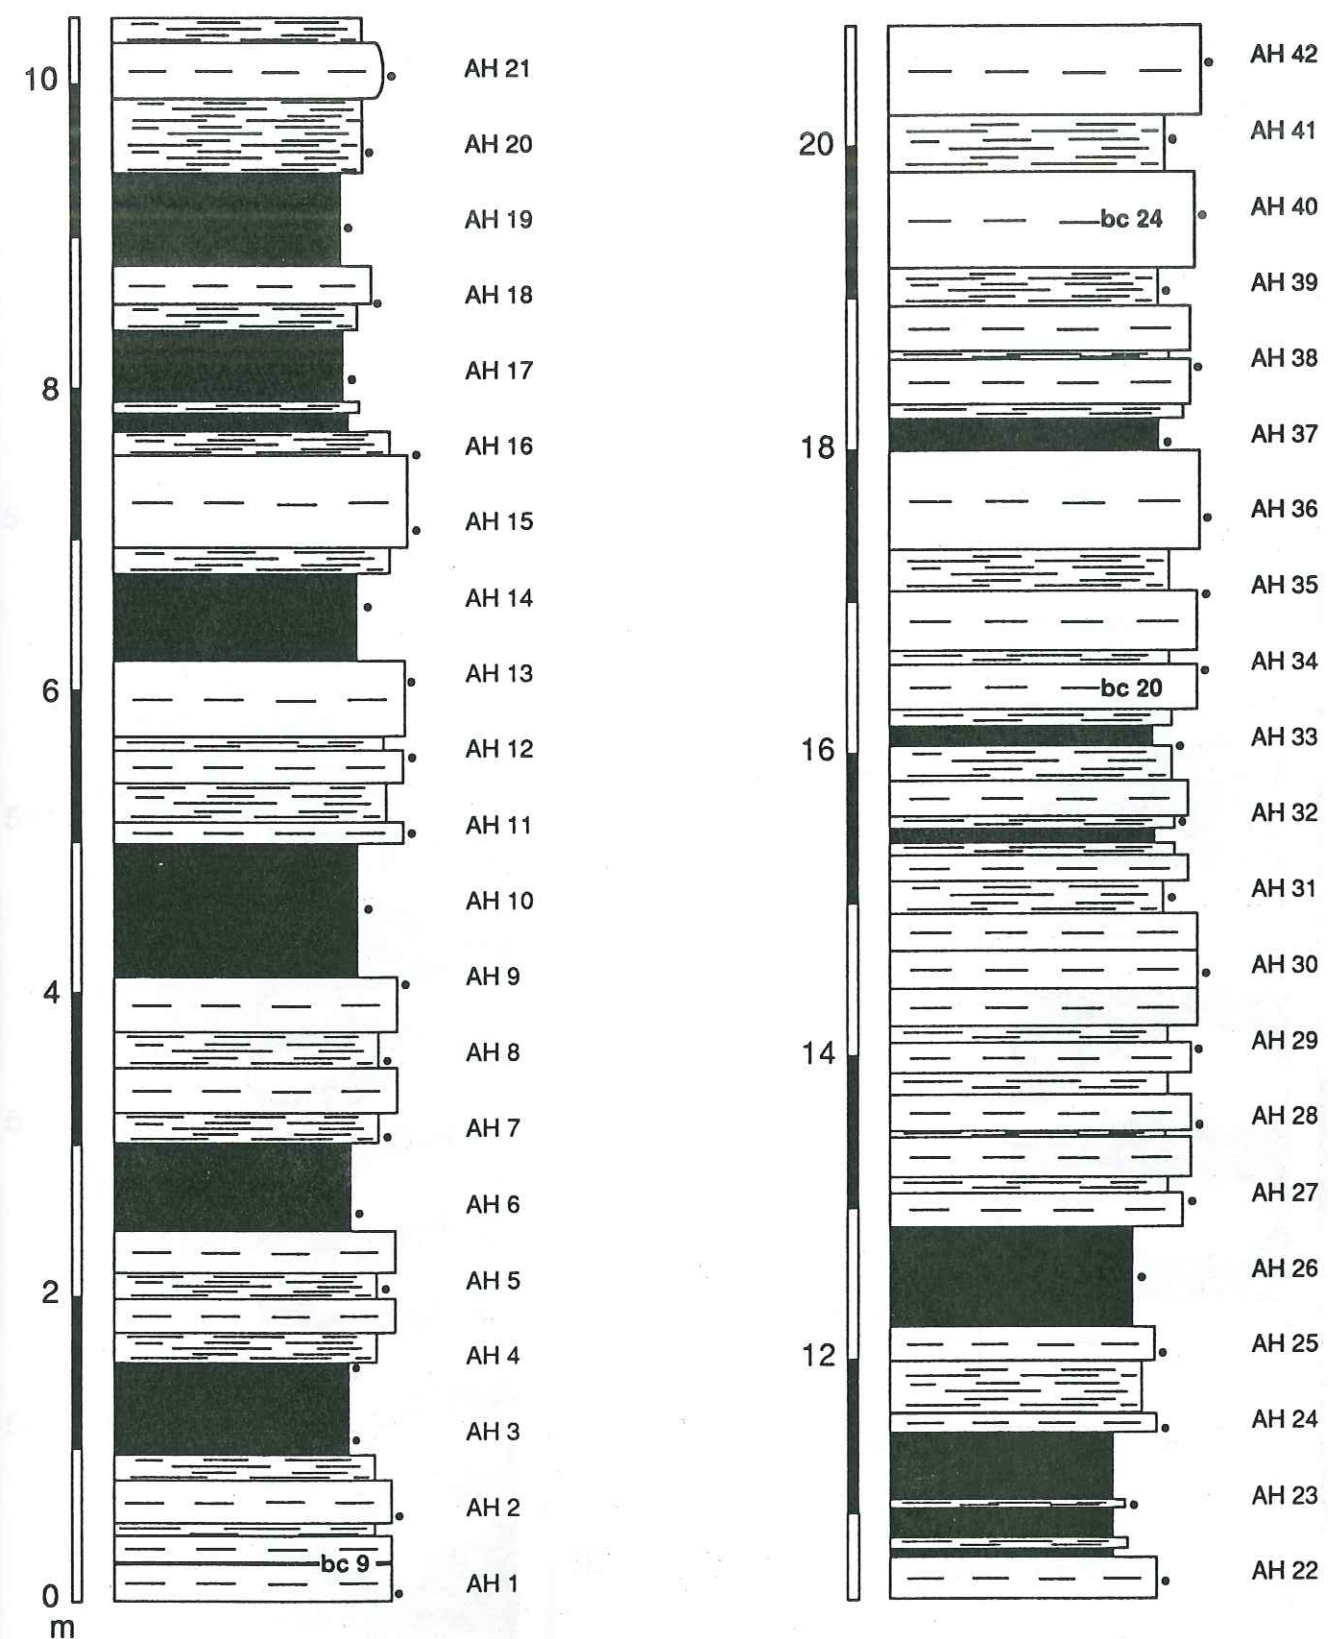 10
AH 21
AH 20
AH 19
AH 18
8
AH 17
AH 16
AH 15
AH 14
6
AH 13
AH 12
AH 11
AH 10
4
AH 9
AH 8
AH 7
AH 6
2
AH 5
AH 4
AH 3
AH 2
bc 9
0
AH 1
m
AH 42
20
AH 41
bc 24
AH 40
AH 39
AH 38
18
AH 37
AH 36
AH 35
AH 34
bc 20
16
AH 33
AH 32
AH 31
AH 30
14
AH 29
AH 28
AH 27
AH 26
12
AH 25
AH 24
AH 23
AH 22